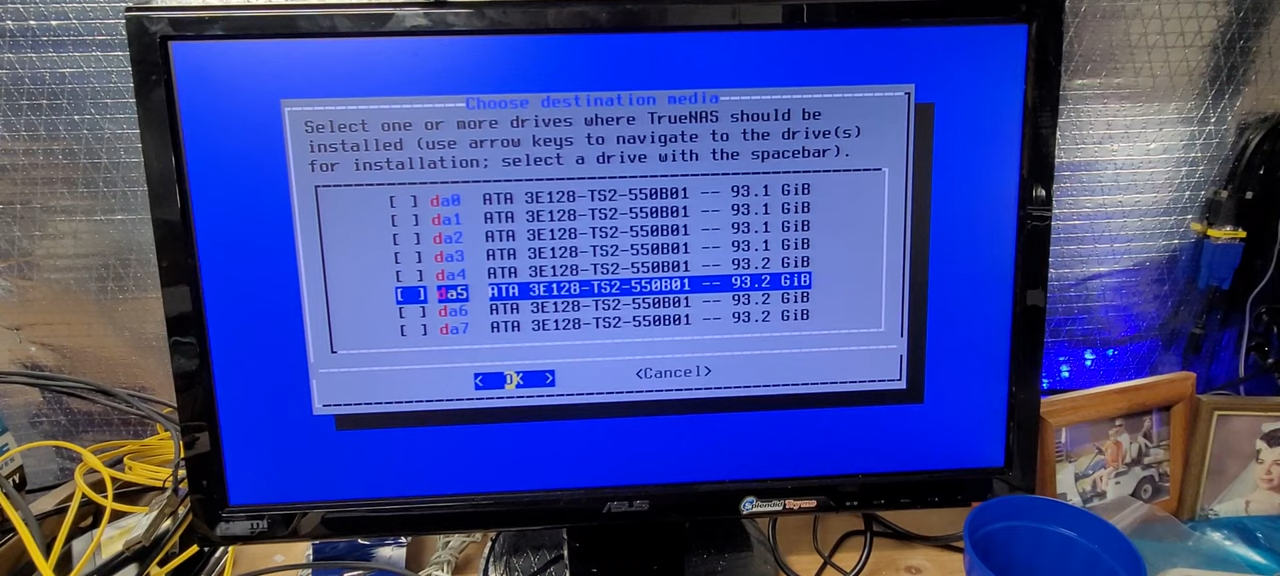 Choose destination media
Select one or more drives where TrueNAS should be
installed (use arrow keys to navigate to the drive(s)
for installation; select a drive with the spacebar).
[ ] da0 ATA 3E128-TS2-550B01 -- 93.1 GiB
[ ] da1 ATA 3E128-TS2-550B01 -- 93.1 GiB
[ ] da2 ATA 3E128-TS2-550B01 -- 93.1 GiB
[ ] da3 ATA 3E128-TS2-550B01 -- 93.1 GiB
[ ] da4 ATA 3E128-TS2-550B01 -- 93.2 GiB
[ ] da5 ATA 3E128-TS2-550B01 -- 93.2 GiB
[ ] da6 ATA 3E128-TS2-550B01 -- 93.2 GiB
[ ] da7 ATA 3E128-TS2-550B01 -- 93.2 GiB
< OK > <Cancel>
HDMI ASUS Splendid